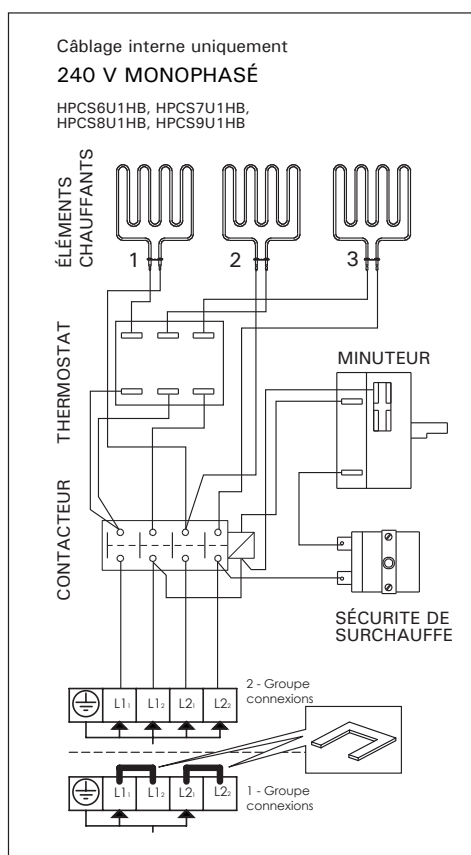 Câblage interne uniquement
240 V MONOPHASÉ
HPCS6U1HB, HPCS7U1HB,
HPCS8U1HB, HPCS9U1HB
ÉLÉMENTS
CHAUFFANTS
1
2
3
THERMOSTAT
MINUTEUR
CONTACTEUR
SÉCURITE DE
SURCHAUFFE
2 - Groupe
connexions
L1₁ L1₂ L2₁ L2₂
L1₁ L1₂ L2₁ L2₂
1 - Groupe
connexions